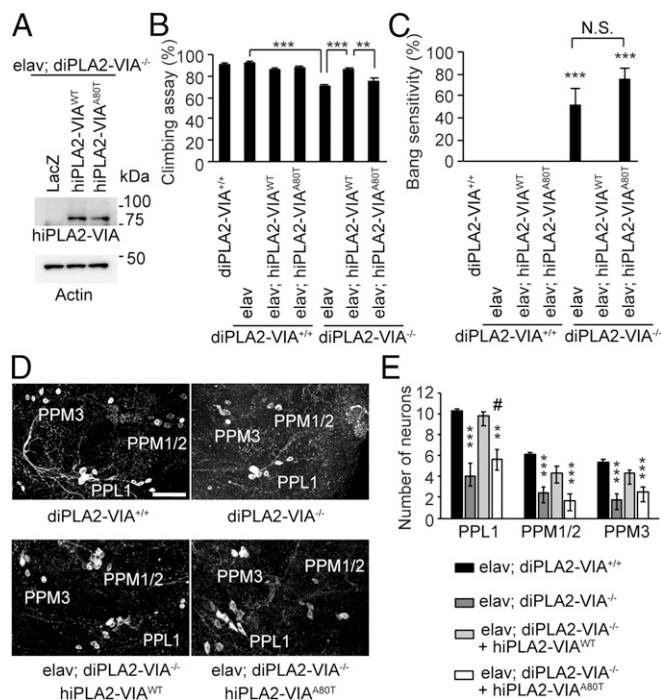 A
elav; diPLA2-VIA-/-
LacZ
hiPLA2-VIAWT
hiPLA2-VIAA80T
kDa
100
75
hiPLA2-VIA
50
Actin
B
Climbing assay (%)
100
80
60
40
20
0
***
***
**
diPLA2-VIA+/+
elav
elav; hiPLA2-VIAWT
elav; hiPLA2-VIAA80T
elav
elav; hiPLA2-VIAWT
elav; hiPLA2-VIAA80T
diPLA2-VIA+/+
diPLA2-VIA-/-
C
Bang sensitivity (%)
100
80
60
40
20
0
N.S.
***
***
diPLA2-VIA+/+
elav
elav; hiPLA2-VIAWT
elav; hiPLA2-VIAA80T
elav
elav; hiPLA2-VIAWT
elav; hiPLA2-VIAA80T
diPLA2-VIA+/+
diPLA2-VIA-/-
D
PPM3
PPM1/2
PPL1
diPLA2-VIA+/+
PPM3
PPM1/2
PPL1
diPLA2-VIA-/-
PPM3
PPM1/2
PPL1
elav; diPLA2-VIA-/-
hiPLA2-VIAWT
PPM1/2
PPM3
PPL1
elav; diPLA2-VIA-/-
hiPLA2-VIAA80T
E
Number of neurons
12
10
8
6
4
2
0
***
#
**
***
***
***
***
PPL1 PPM1/2 PPM3
elav; diPLA2-VIA+/+
elav; diPLA2-VIA-/-
elav; diPLA2-VIA-/-
+ hiPLA2-VIAWT
elav; diPLA2-VIA-/-
+ hiPLA2-VIAA80T